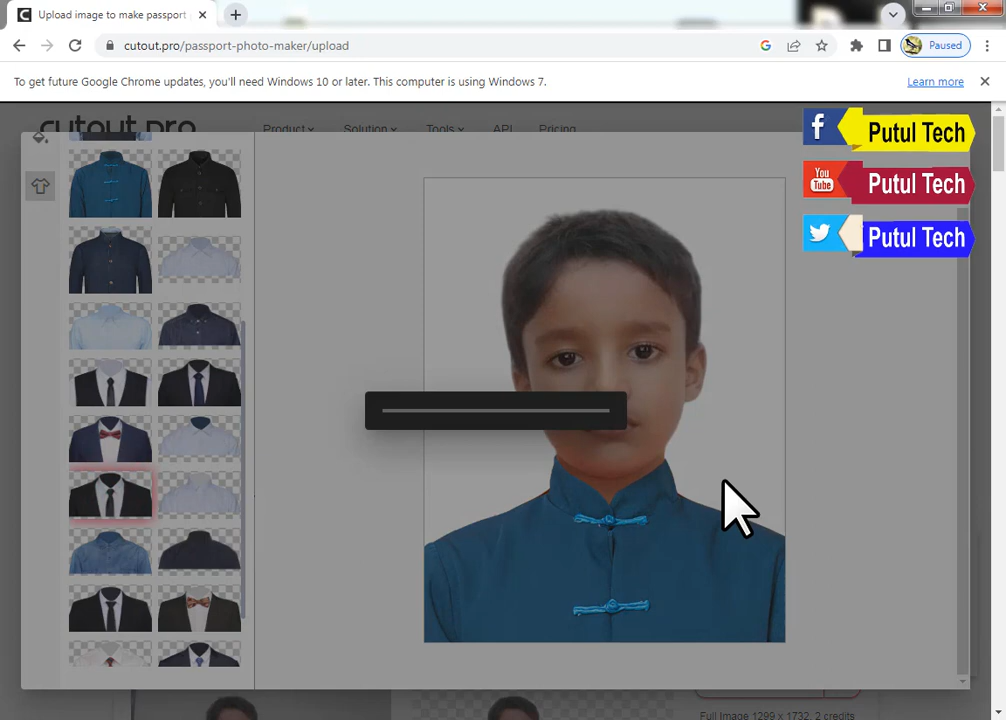 Upload image to make passport
cutout.pro/passport-photo-maker/upload
Paused
To get future Google Chrome updates, you'll need Windows 10 or later. This computer is using Windows 7.
Learn more
cutout.pro
Product
Solution
Tools
API
Pricing
f
Putul Tech
You
Tube
Putul Tech
Putul Tech
Full Image 1299 x 1732, 2 credits